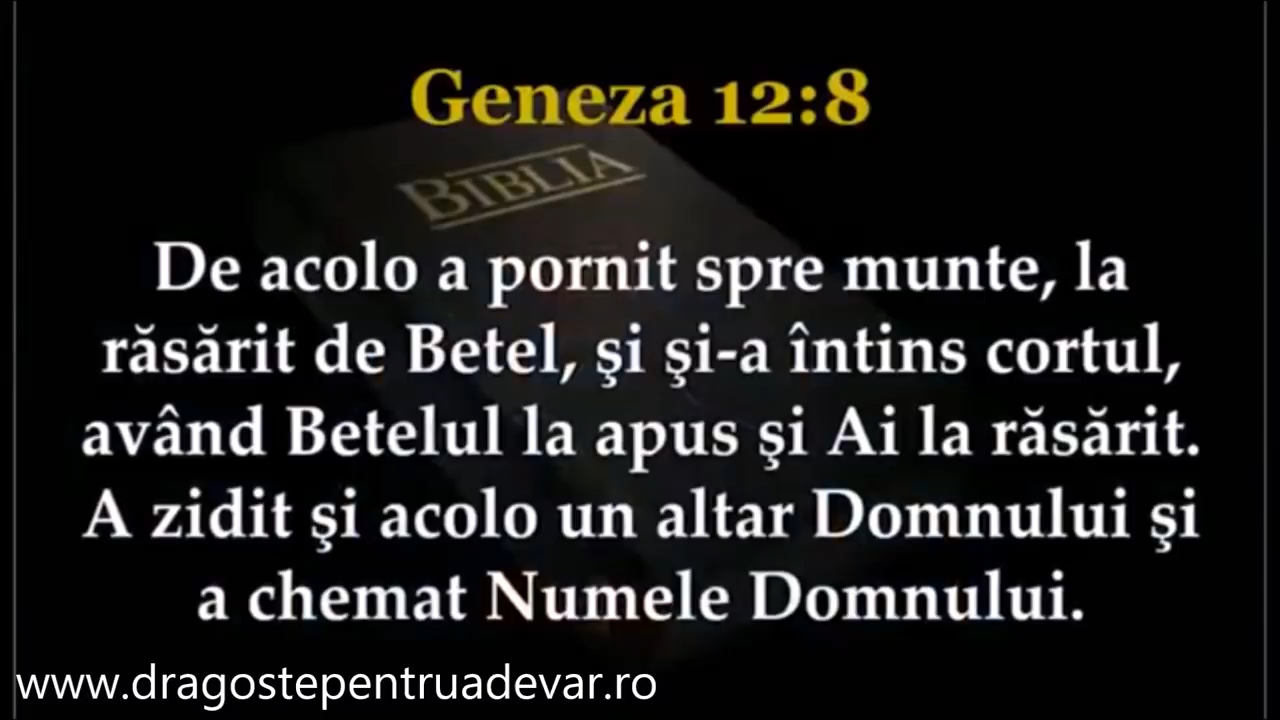 Geneza 12:8
BIBLIA
De acolo a pornit spre munte, la
răsărit de Betel, şi şi-a întins cortul,
având Betelul la apus şi Ai la răsărit.
A zidit şi acolo un altar Domnului şi
a chemat Numele Domnului.
www.dragostepentruadevar.ro